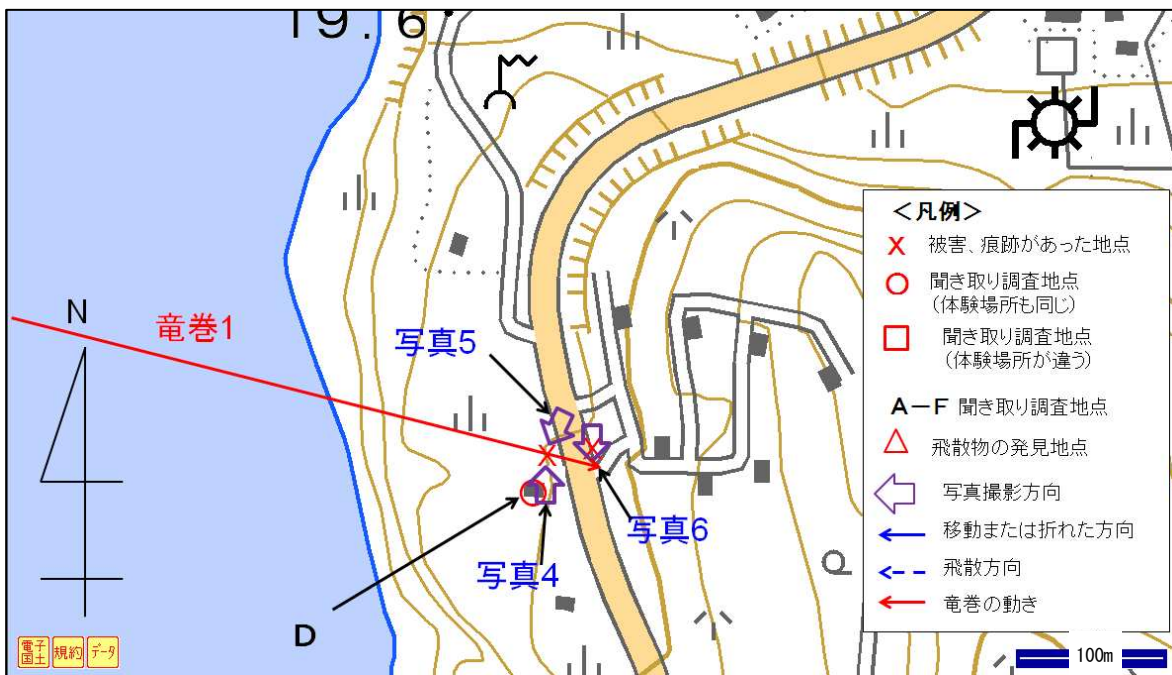 19.6
N
竜巻1
写真5
写真6
写真4
D
<凡例>
X 被害、痕跡があった地点
聞き取り調査地点
(体験場所も同じ)
聞き取り調査地点
(体験場所が違う)
A-F 聞き取り調査地点
飛散物の発見地点
写真撮影方向
移動または折れた方向
飛散方向
竜巻の動き
電子国土 規約 データ
100m